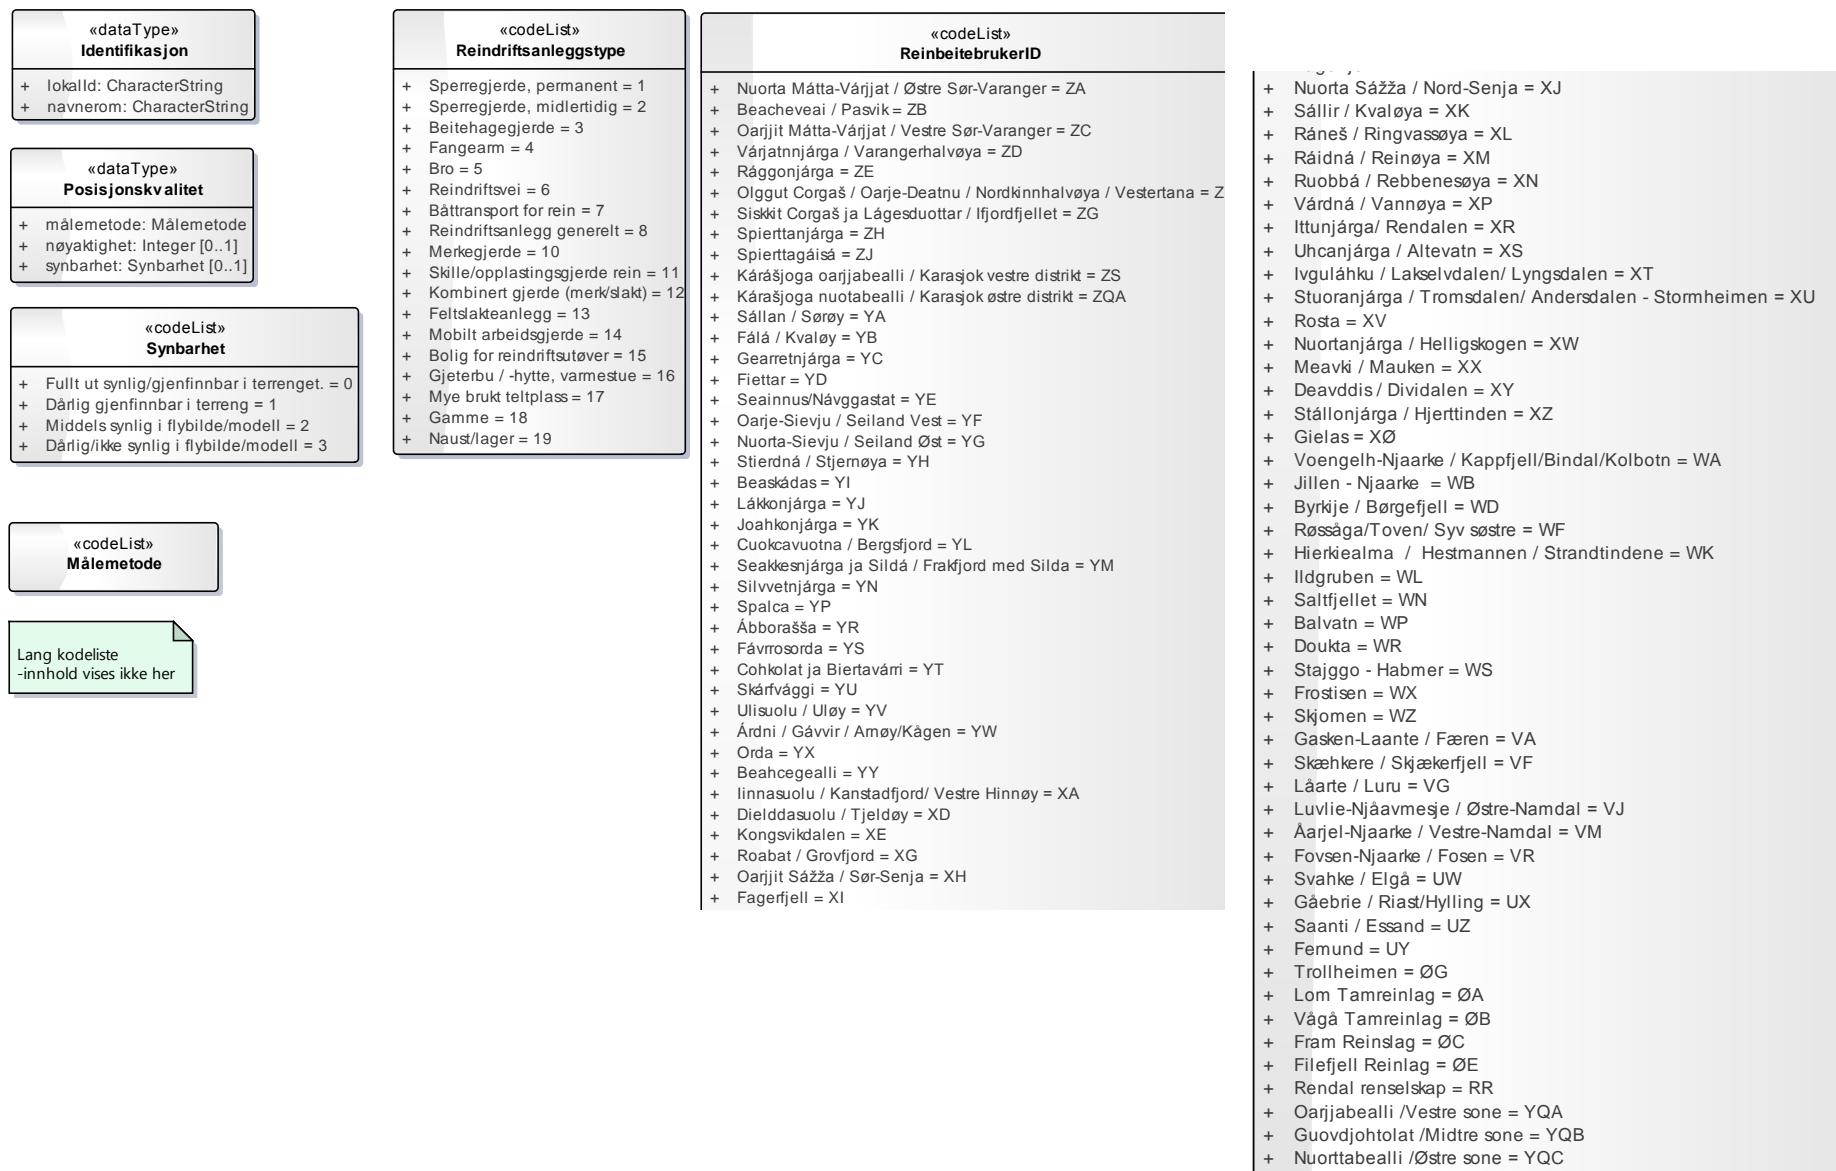 «dataType»
Identifikasjon
+ lokalId: CharacterString
+ navnerom: CharacterString
«dataType»
Posisjonskvalitet
+ målemetode: Målemetode
+ nøyaktighet: Integer [0..1]
+ synbarhet: Synbarhet [0..1]
«codeList»
Synbarhet
+ Fullt ut synlig/gjenfinnbar i terrenget. = 0
+ Dårlig gjenfinnbar i terreng = 1
+ Middels synlig i flybilde/modell = 2
+ Dårlig/ikke synlig i flybilde/modell = 3
«codeList»
Målemetode
Lang kodeliste
-innhold vises ikke her
«codeList»
Reindriftsanleggstype
+ Sperregjerde, permanent = 1
+ Sperregjerde, midlertidig = 2
+ Beitehagegjerde = 3
+ Fangearm = 4
+ Bro = 5
+ Reindriftsvei = 6
+ Båttransport for rein = 7
+ Reindriftsanlegg generelt = 8
+ Merkegjerde = 10
+ Skille/opplastingsgjerde rein = 11
+ Kombinert gjerde (merk/slakt) = 12
+ Feltslakteanlegg = 13
+ Mobilt arbeidsgjerde = 14
+ Bolig for reindriftsutøver = 15
+ Gjeterbu / -hytte, varmestue = 16
+ Mye brukt teltplass = 17
+ Gamme = 18
+ Naust/lager = 19
«codeList»
ReinbeitebrukerID
+ Nuorta Mátta-Várjjat / Østre Sør-Varanger = ZA
+ Beacheveai / Pasvik = ZB
+ Oarjjit Mátta-Várjjat / Vestre Sør-Varanger = ZC
+ Várjatnnjárga / Varangerhalvøya = ZD
+ Rággonjárga = ZE
+ Olggut Corgaš / Oarje-Deatnu / Nordkinnhalvøya / Vestertana = Z
+ Siskkit Corgaš ja Lágesduottar / Ifjordfjellet = ZG
+ Spierttanjárga = ZH
+ Spierttagáisá = ZJ
+ Kárášjoga oarjjabealli / Karasjok vestre distrikt = ZS
+ Kárašjoga nuotabealli / Karasjok østre distrikt = ZQA
+ Sállan / Sørøy = YA
+ Fálá / Kvaløy = YB
+ Gearretnjárga = YC
+ Fiettar = YD
+ Seainnus/Návggastat = YE
+ Oarje-Sievju / Seiland Vest = YF
+ Nuorta-Sievju / Seiland Øst = YG
+ Stierdná / Stjernøya = YH
+ Beaskádas = YI
+ Lákkonjárga = YJ
+ Joahkonjárga = YK
+ Cuokcavuotna / Bergsfjord = YL
+ Seakkesnjárga ja Sildá / Frakfjord med Silda = YM
+ Silvvetnjárga = YN
+ Spalca = YP
+ Ábborašša = YR
+ Fávrrosorda = YS
+ Cohkolat ja Biertavárri = YT
+ Skárfvággi = YU
+ Ulisuolu / Uløy = YV
+ Árdni / Gávvir / Arnøy/Kågen = YW
+ Orda = YX
+ Beahcegealli = YY
+ Iinnasuolu / Kanstadfjord/ Vestre Hinnøy = XA
+ Dielddasuolu / Tjeldøy = XD
+ Kongsvikdalen = XE
+ Roabat / Grovfjord = XG
+ Oarjjit Sážža / Sør-Senja = XH
+ Fagerfjell = XI
+ Nuorta Sážža / Nord-Senja = XJ
+ Sállir / Kvaløya = XK
+ Ráneš / Ringvassøya = XL
+ Ráidná / Reinøya = XM
+ Ruobbá / Rebbenesøya = XN
+ Várdná / Vannøya = XP
+ Ittunjárga/ Rendalen = XR
+ Uhcanjárga / Altevatn = XS
+ Ivguláhku / Lakselvdalen/ Lyngsdalen = XT
+ Stuoranjárga / Tromsdalen/ Andersdalen - Stormheimen = XU
+ Rosta = XV
+ Nuortanjárga / Helligskogen = XW
+ Meavki / Mauken = XX
+ Deavddis / Dividalen = XY
+ Stállonjárga / Hjerttinden = XZ
+ Gielas = XØ
+ Voengelh-Njaarke / Kappfjell/Bindal/Kolbotn = WA
+ Jillen - Njaarke = WB
+ Byrkije / Børgefjell = WD
+ Røssåga/Toven/ Syv søstre = WF
+ Hierkiealma / Hestmannen / Strandtindene = WK
+ Ildgruben = WL
+ Saltfjellet = WN
+ Balvatn = WP
+ Doukta = WR
+ Stajggo - Habmer = WS
+ Frostisen = WX
+ Skjomen = WZ
+ Gasken-Laante / Færen = VA
+ Skæhkere / Skjækerfjell = VF
+ Låarte / Luru = VG
+ Luvlie-Njåavmesje / Østre-Namdal = VJ
+ Åarjel-Njaarke / Vestre-Namdal = VM
+ Fovsen-Njaarke / Fosen = VR
+ Svahke / Elgå = UW
+ Gåebrie / Riast/Hylling = UX
+ Saanti / Essand = UZ
+ Femund = UY
+ Trollheimen = ØG
+ Lom Tamreinlag = ØA
+ Vågå Tamreinlag = ØB
+ Fram Reinslag = ØC
+ Filefjell Reinlag = ØE
+ Rendal renselskap = RR
+ Oarjjabealli /Vestre sone = YQA
+ Guovdjohtolat /Midtre sone = YQB
+ Nuorttabealli /Østre sone = YQC